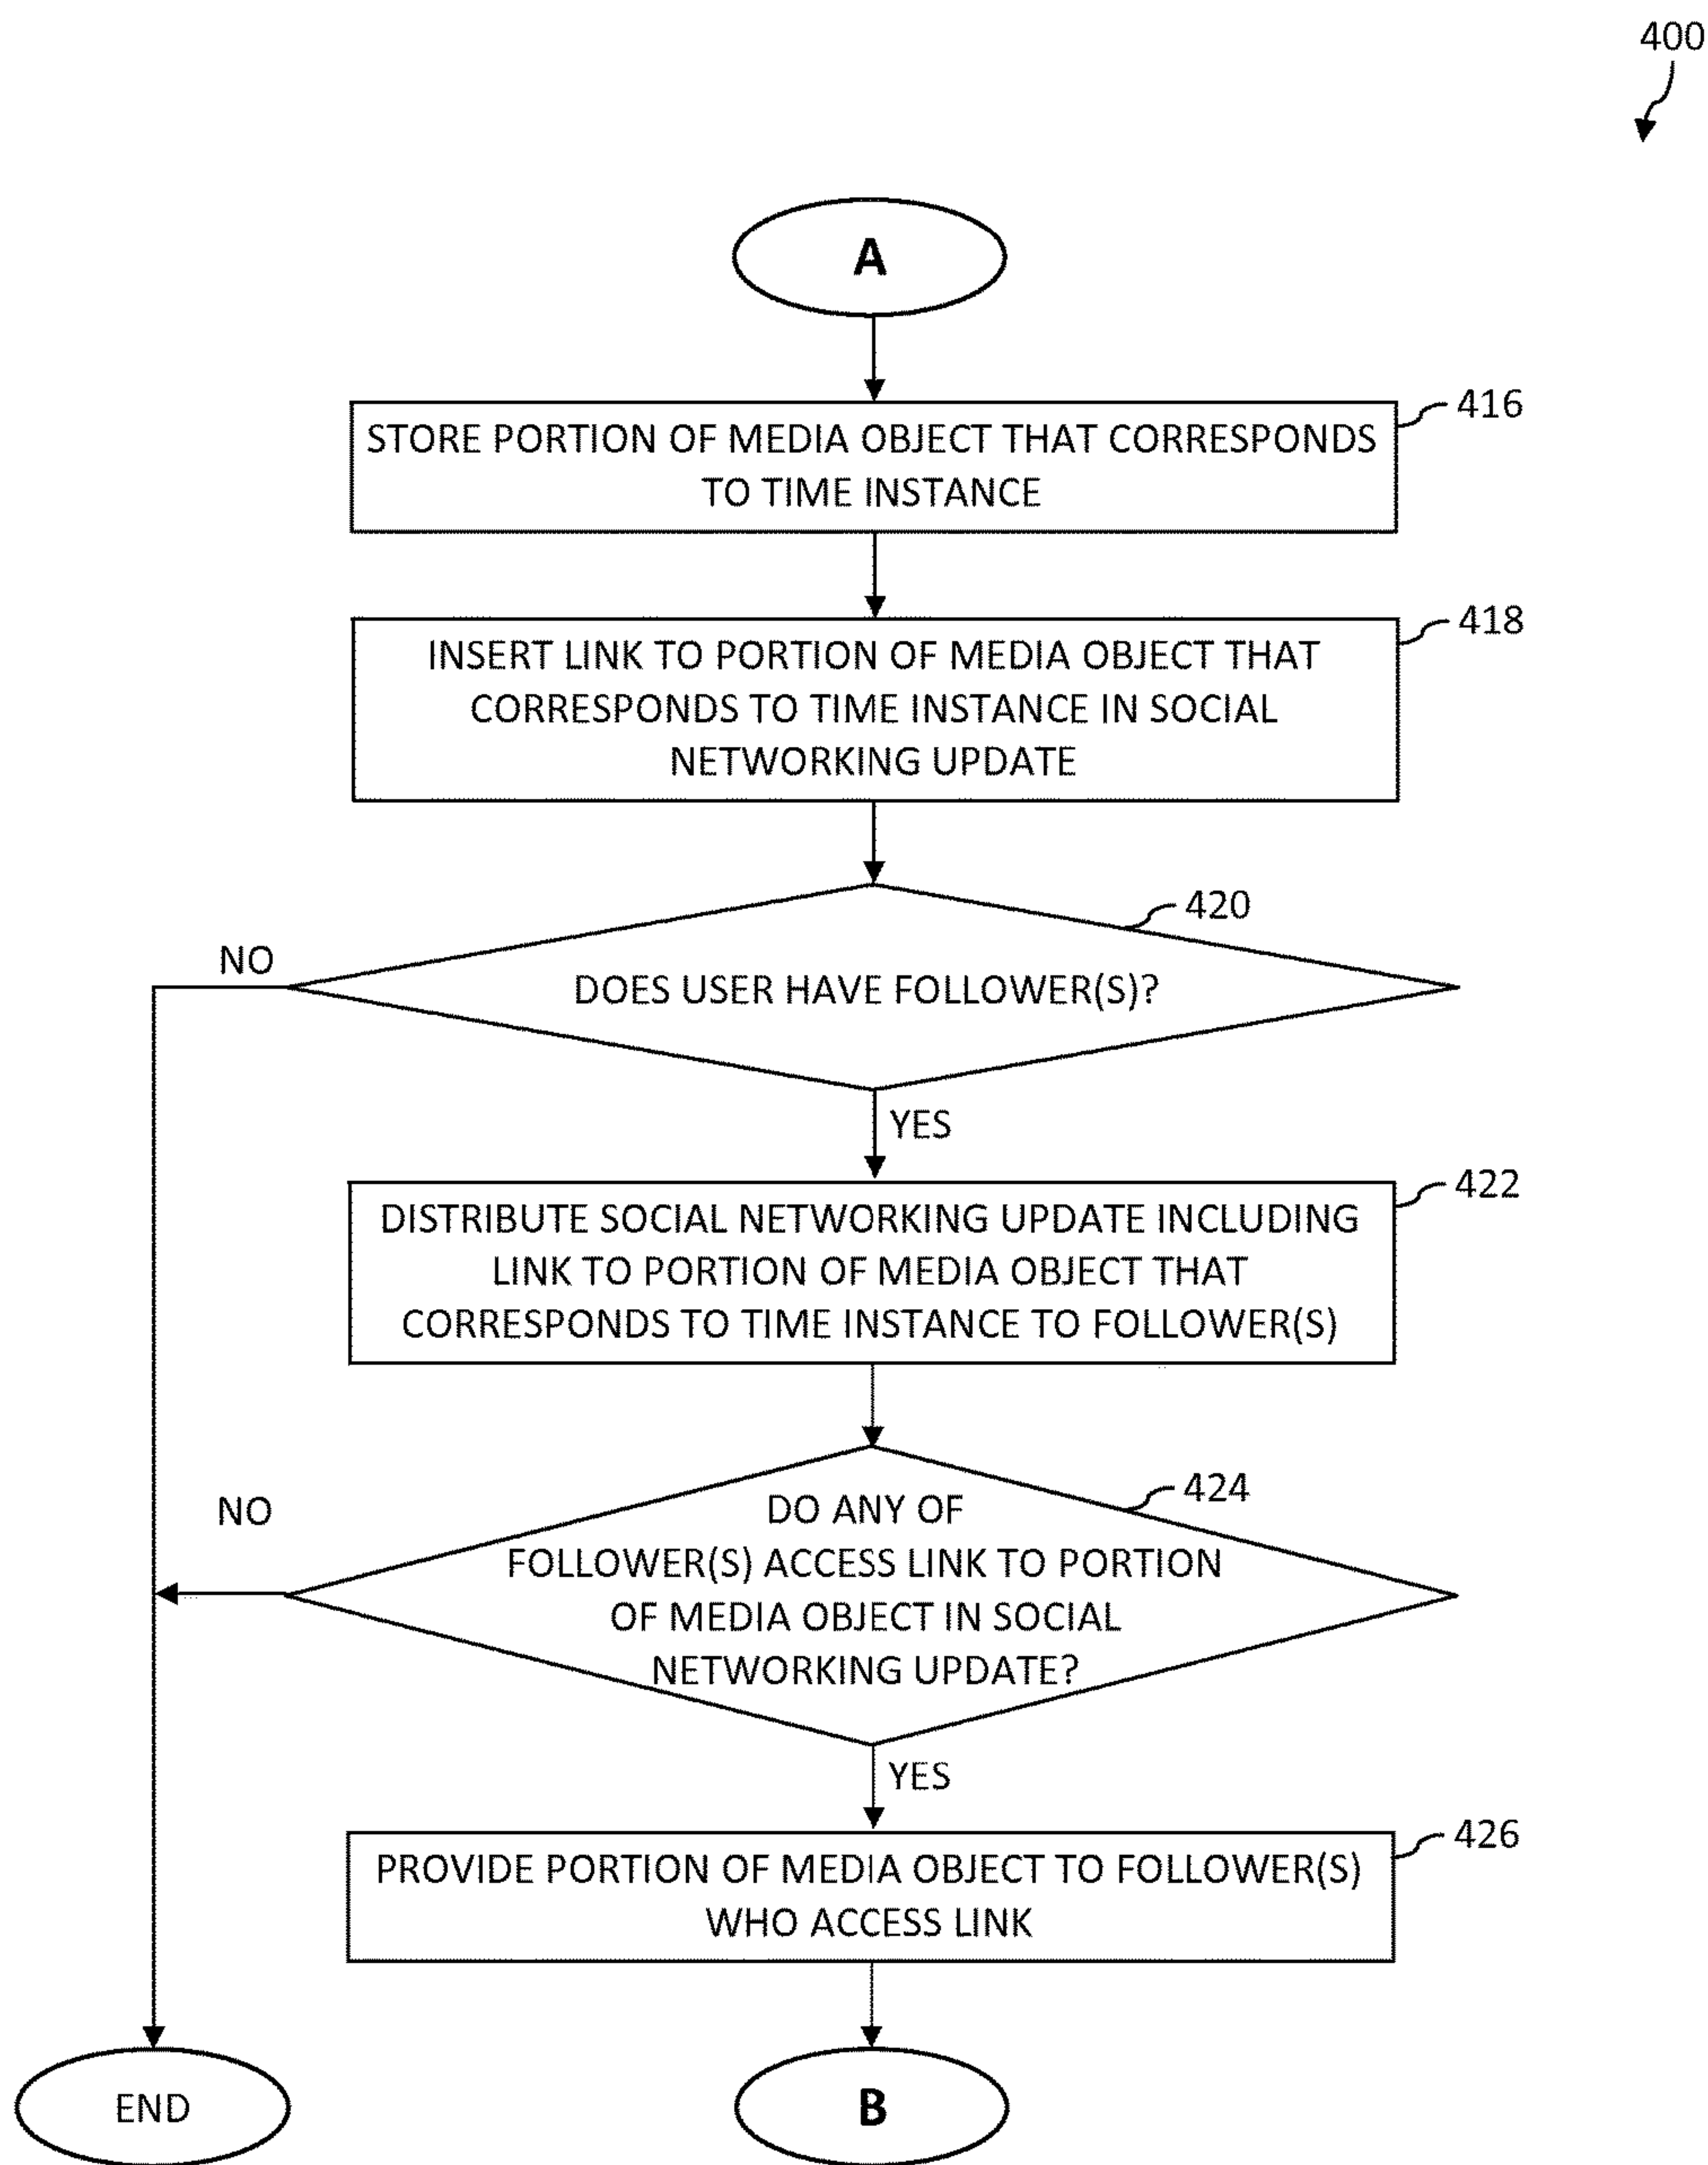 400
A
416
STORE PORTION OF MEDIA OBJECT THAT CORRESPONDS
TO TIME INSTANCE
418
INSERT LINK TO PORTION OF MEDIA OBJECT THAT
CORRESPONDS TO TIME INSTANCE IN SOCIAL
NETWORKING UPDATE
420
NO
DOES USER HAVE FOLLOWER(S)?
YES
422
DISTRIBUTE SOCIAL NETWORKING UPDATE INCLUDING
LINK TO PORTION OF MEDIA OBJECT THAT
CORRESPONDS TO TIME INSTANCE TO FOLLOWER(S)
424
NO
DO ANY OF
FOLLOWER(S) ACCESS LINK TO PORTION
OF MEDIA OBJECT IN SOCIAL
NETWORKING UPDATE?
YES
426
PROVIDE PORTION OF MEDIA OBJECT TO FOLLOWER(S)
WHO ACCESS LINK
END
B